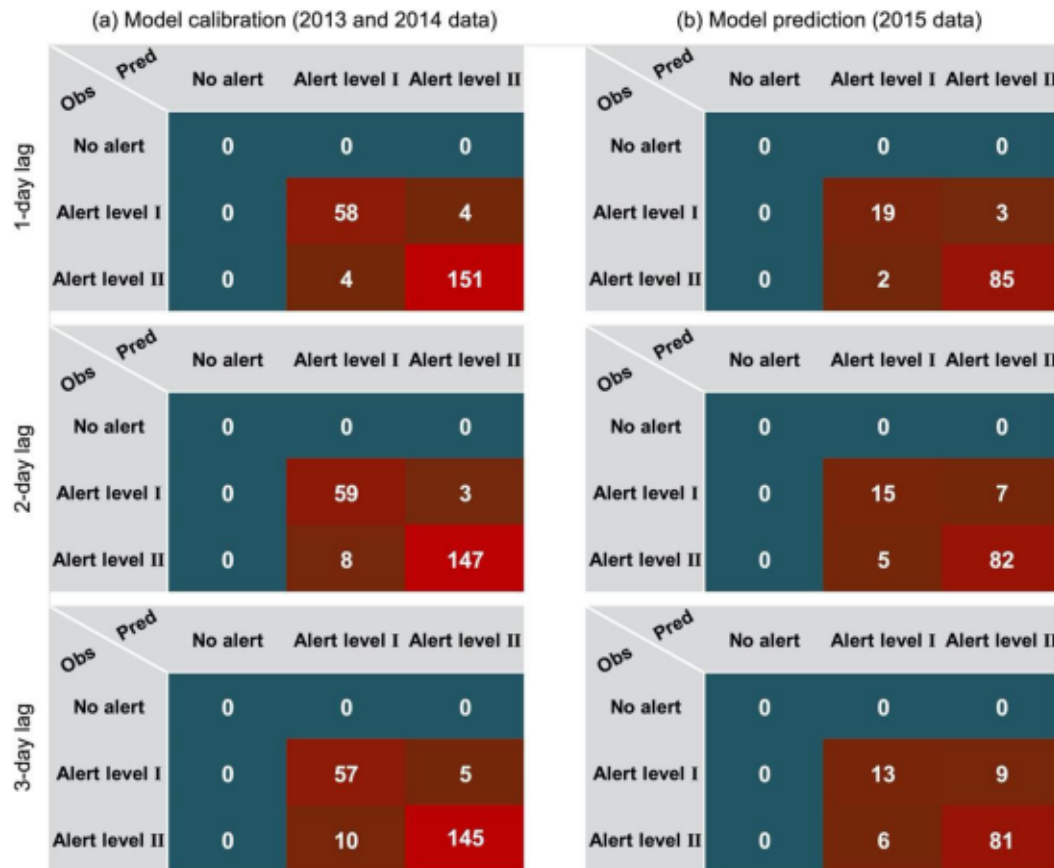 (a) Model calibration (2013 and 2014 data) (b) Model prediction (2015 data)
1-day lag
Obs Pred No alert Alert level I Alert level II
No alert 0 0 0
Alert level I 0 58 4
Alert level II 0 4 151
Obs Pred No alert Alert level I Alert level II
No alert 0 0 0
Alert level I 0 19 3
Alert level II 0 2 85
2-day lag
Obs Pred No alert Alert level I Alert level II
No alert 0 0 0
Alert level I 0 59 3
Alert level II 0 8 147
Obs Pred No alert Alert level I Alert level II
No alert 0 0 0
Alert level I 0 15 7
Alert level II 0 5 82
3-day lag
Obs Pred No alert Alert level I Alert level II
No alert 0 0 0
Alert level I 0 57 5
Alert level II 0 10 145
Obs Pred No alert Alert level I Alert level II
No alert 0 0 0
Alert level I 0 13 9
Alert level II 0 6 81